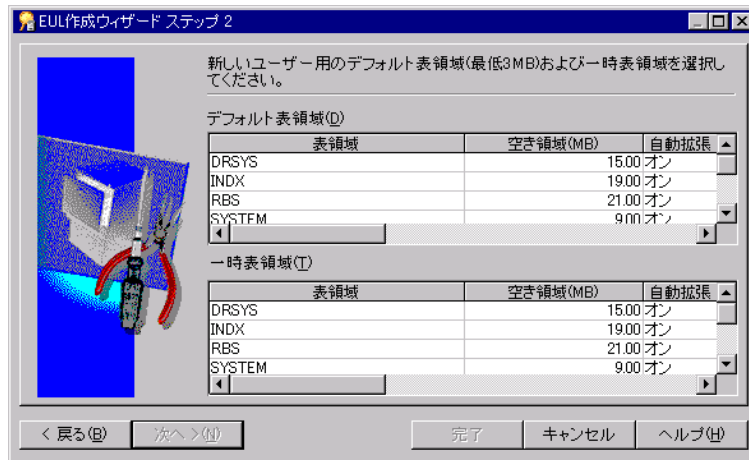 EUL作成ウィザード ステップ 2
新しいユーザー用のデフォルト表領域(最低3MB)および一時表領域を選択し
てください。
デフォルト表領域(D)
表領域 空き領域(MB) 自動拡張
DRSYS 15.00 オン
INDX 19.00 オン
RBS 21.00 オン
SYSTEM 9.00 オン
一時表領域(T)
表領域 空き領域(MB) 自動拡張
DRSYS 15.00 オン
INDX 19.00 オン
RBS 21.00 オン
SYSTEM 9.00 オン
< 戻る(B) 次へ >(N) 完了 キャンセル ヘルプ(H)